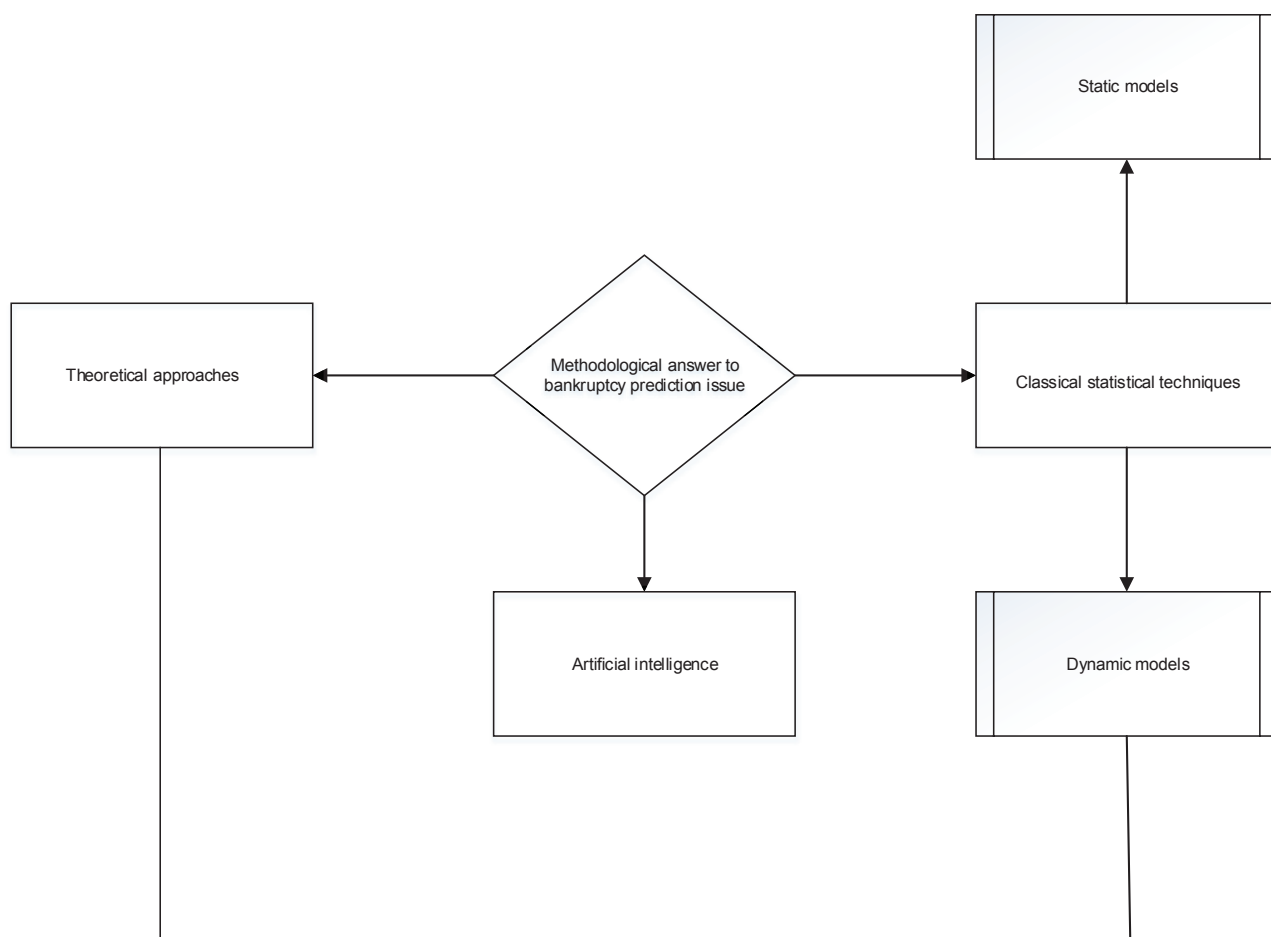 Static models
Theoretical approaches
Methodological answer to
bankruptcy prediction issue
Classical statistical techniques
Artificial intelligence
Dynamic models